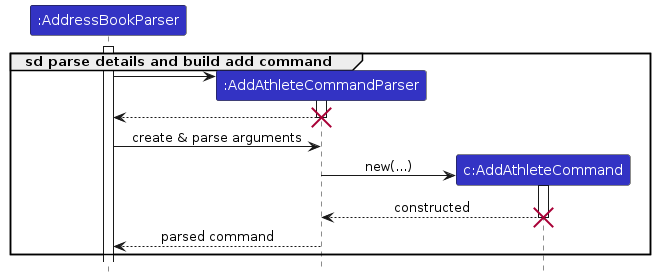 :AddressBookParser
sd parse details and build add command
:AddAthleteCommandParser
create & parse arguments
new(...)
c:AddAthleteCommand
constructed
parsed command